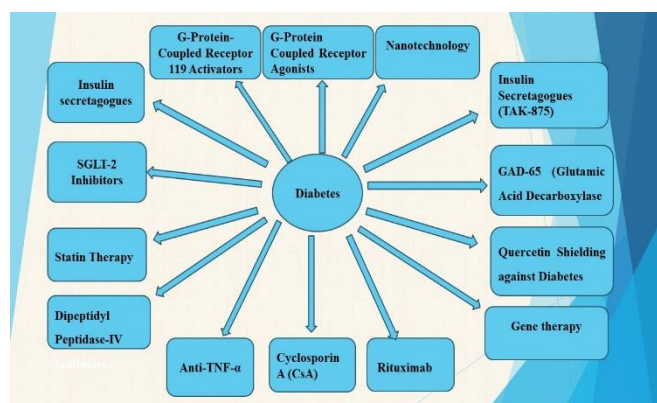 G-Protein-
Coupled Receptor
119 Activators
G-Protein
Coupled Receptor
Agonists
Nanotechnology
Insulin
secretagogues
Insulin
Secretagogues
(TAK-875)
SGLT-2
Inhibitors
Diabetes
GAD-65 (Glutamic
Acid Decarboxylase
Statin Therapy
Quercetin Shielding
against Diabetes
Dipeptidyl
Peptidase-IV
Inhibitors
Gene therapy
Anti-TNF-α
Cyclosporin
A (CsA)
Rituximab